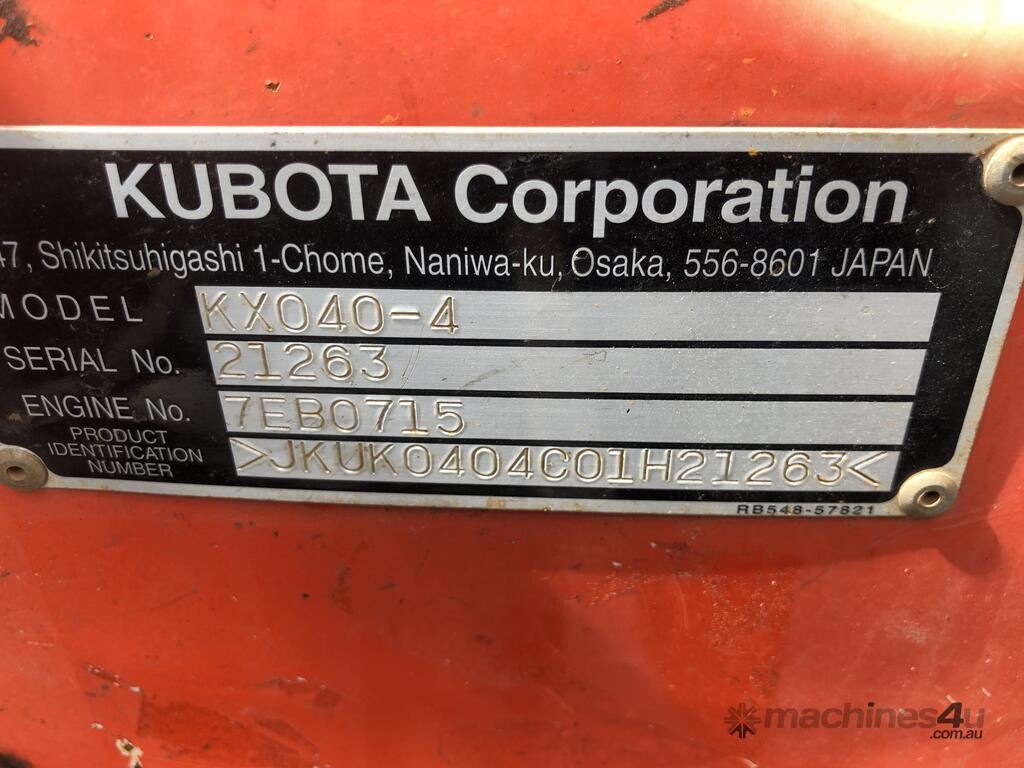 KUBOTA Corporation
47, Shikitsuhigashi 1-Chome, Naniwa-ku, Osaka, 556-8601 JAPAN
MODEL KX040-4
SERIAL No. 21263
ENGINE No. 7EB0715
PRODUCT
IDENTIFICATION
NUMBER
>JKUK0404C01H21263<
RB548-57821
machines4u
.com.au